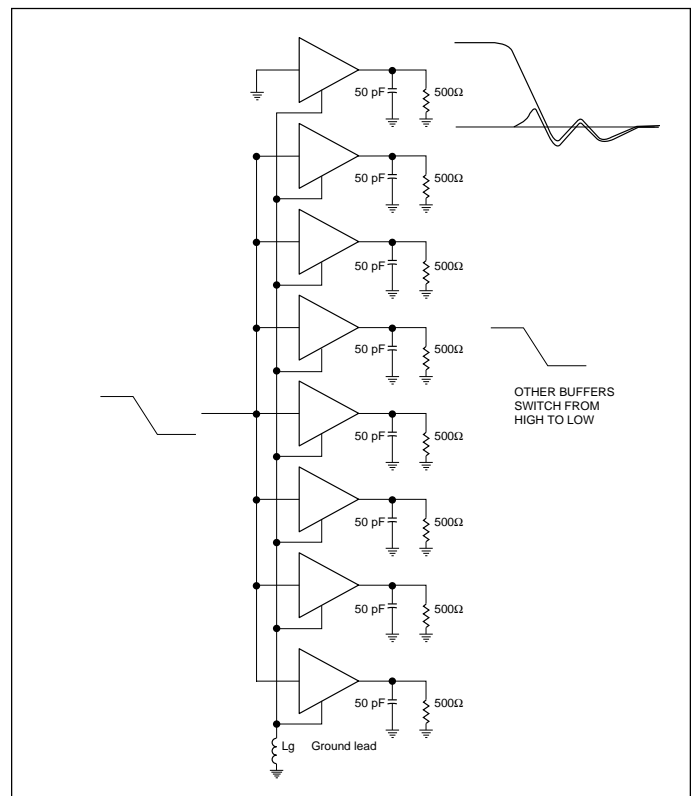 50 pF
500Ω
50 pF
500Ω
50 pF
500Ω
50 pF
500Ω
OTHER BUFFERS
SWITCH FROM
HIGH TO LOW
50 pF
500Ω
50 pF
500Ω
50 pF
500Ω
50 pF
500Ω
Lg Ground lead